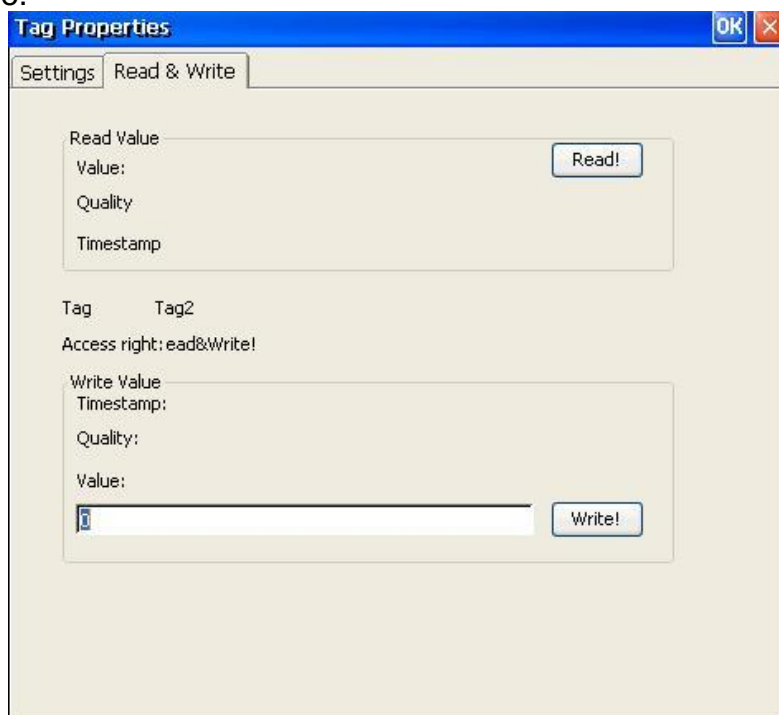 Tag Properties OK
Settings Read & Write
Read Value
Value: Read!
Quality
Timestamp
Tag Tag2
Access right: ead&Write!
Write Value
Timestamp:
Quality:
Value:
0 Write!